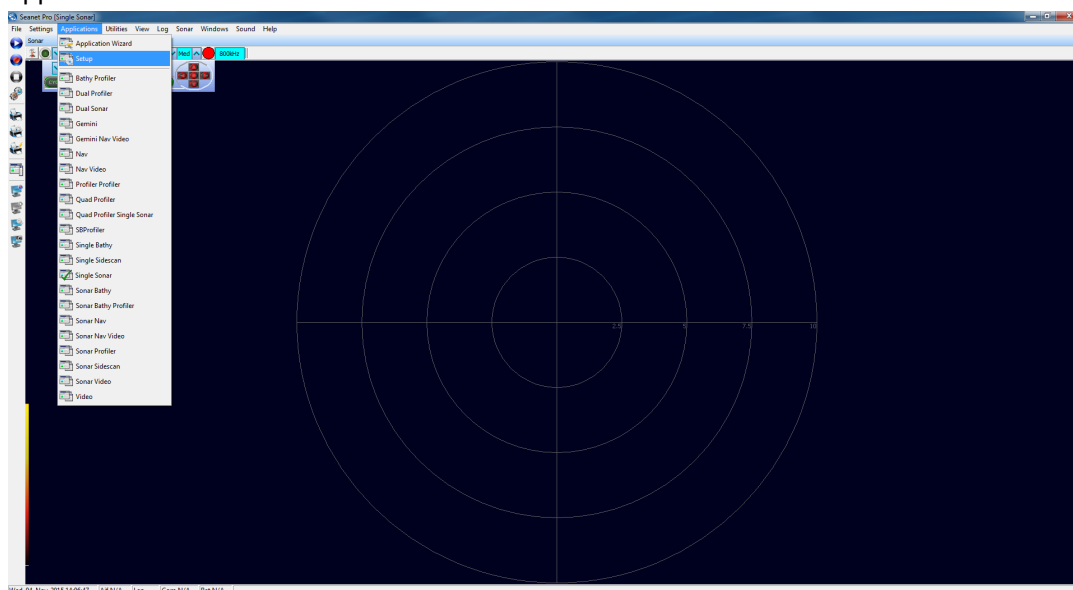 Seanet Pro [Single Sonar]
File Settings Applications Utilities View Log Sonar Windows Sound Help
Sonar
Med 800kHz
Application Wizard
Setup
Bathy Profiler
Dual Profiler
Dual Sonar
Gemini
Gemini Nav Video
Nav
Nav Video
Profiler Profiler
Quad Profiler
Quad Profiler Single Sonar
SBProfiler
Single Bathy
Single Sidescan
Single Sonar
Sonar Bathy
Sonar Bathy Profiler
Sonar Nav
Sonar Nav Video
Sonar Profiler
Sonar Sidescan
Sonar Video
Video
2.5 5 7.5 10